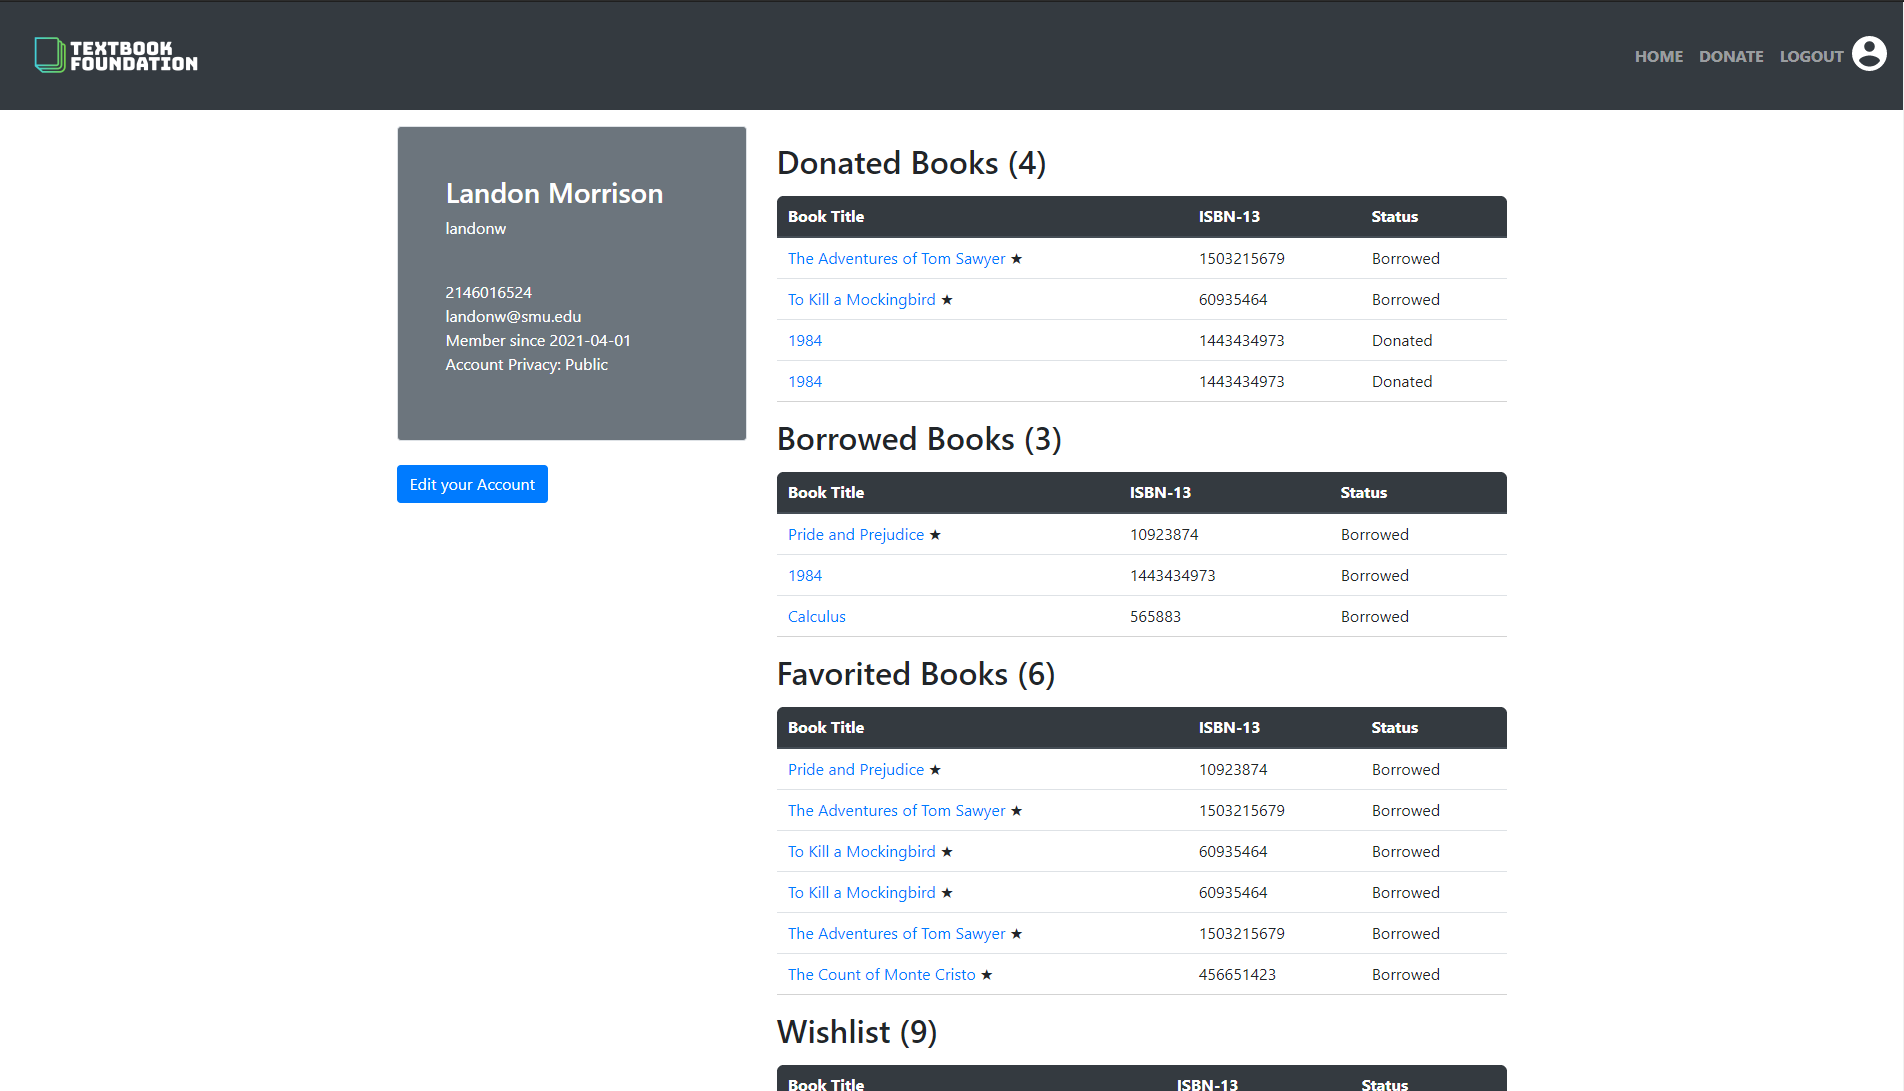 TEXTBOOK
FOUNDATION
HOME DONATE LOGOUT
Landon Morrison
landonw
2146016524
landonw@smu.edu
Member since 2021-04-01
Account Privacy: Public
Edit your Account
Donated Books (4)
Book Title ISBN-13 Status
The Adventures of Tom Sawyer ★ 1503215679 Borrowed
To Kill a Mockingbird ★ 60935464 Borrowed
1984 1443434973 Donated
1984 1443434973 Donated
Borrowed Books (3)
Book Title ISBN-13 Status
Pride and Prejudice ★ 10923874 Borrowed
1984 1443434973 Borrowed
Calculus 565883 Borrowed
Favorited Books (6)
Book Title ISBN-13 Status
Pride and Prejudice ★ 10923874 Borrowed
The Adventures of Tom Sawyer ★ 1503215679 Borrowed
To Kill a Mockingbird ★ 60935464 Borrowed
To Kill a Mockingbird ★ 60935464 Borrowed
The Adventures of Tom Sawyer ★ 1503215679 Borrowed
The Count of Monte Cristo ★ 456651423 Borrowed
Wishlist (9)
Book Title ISBN-13 Status